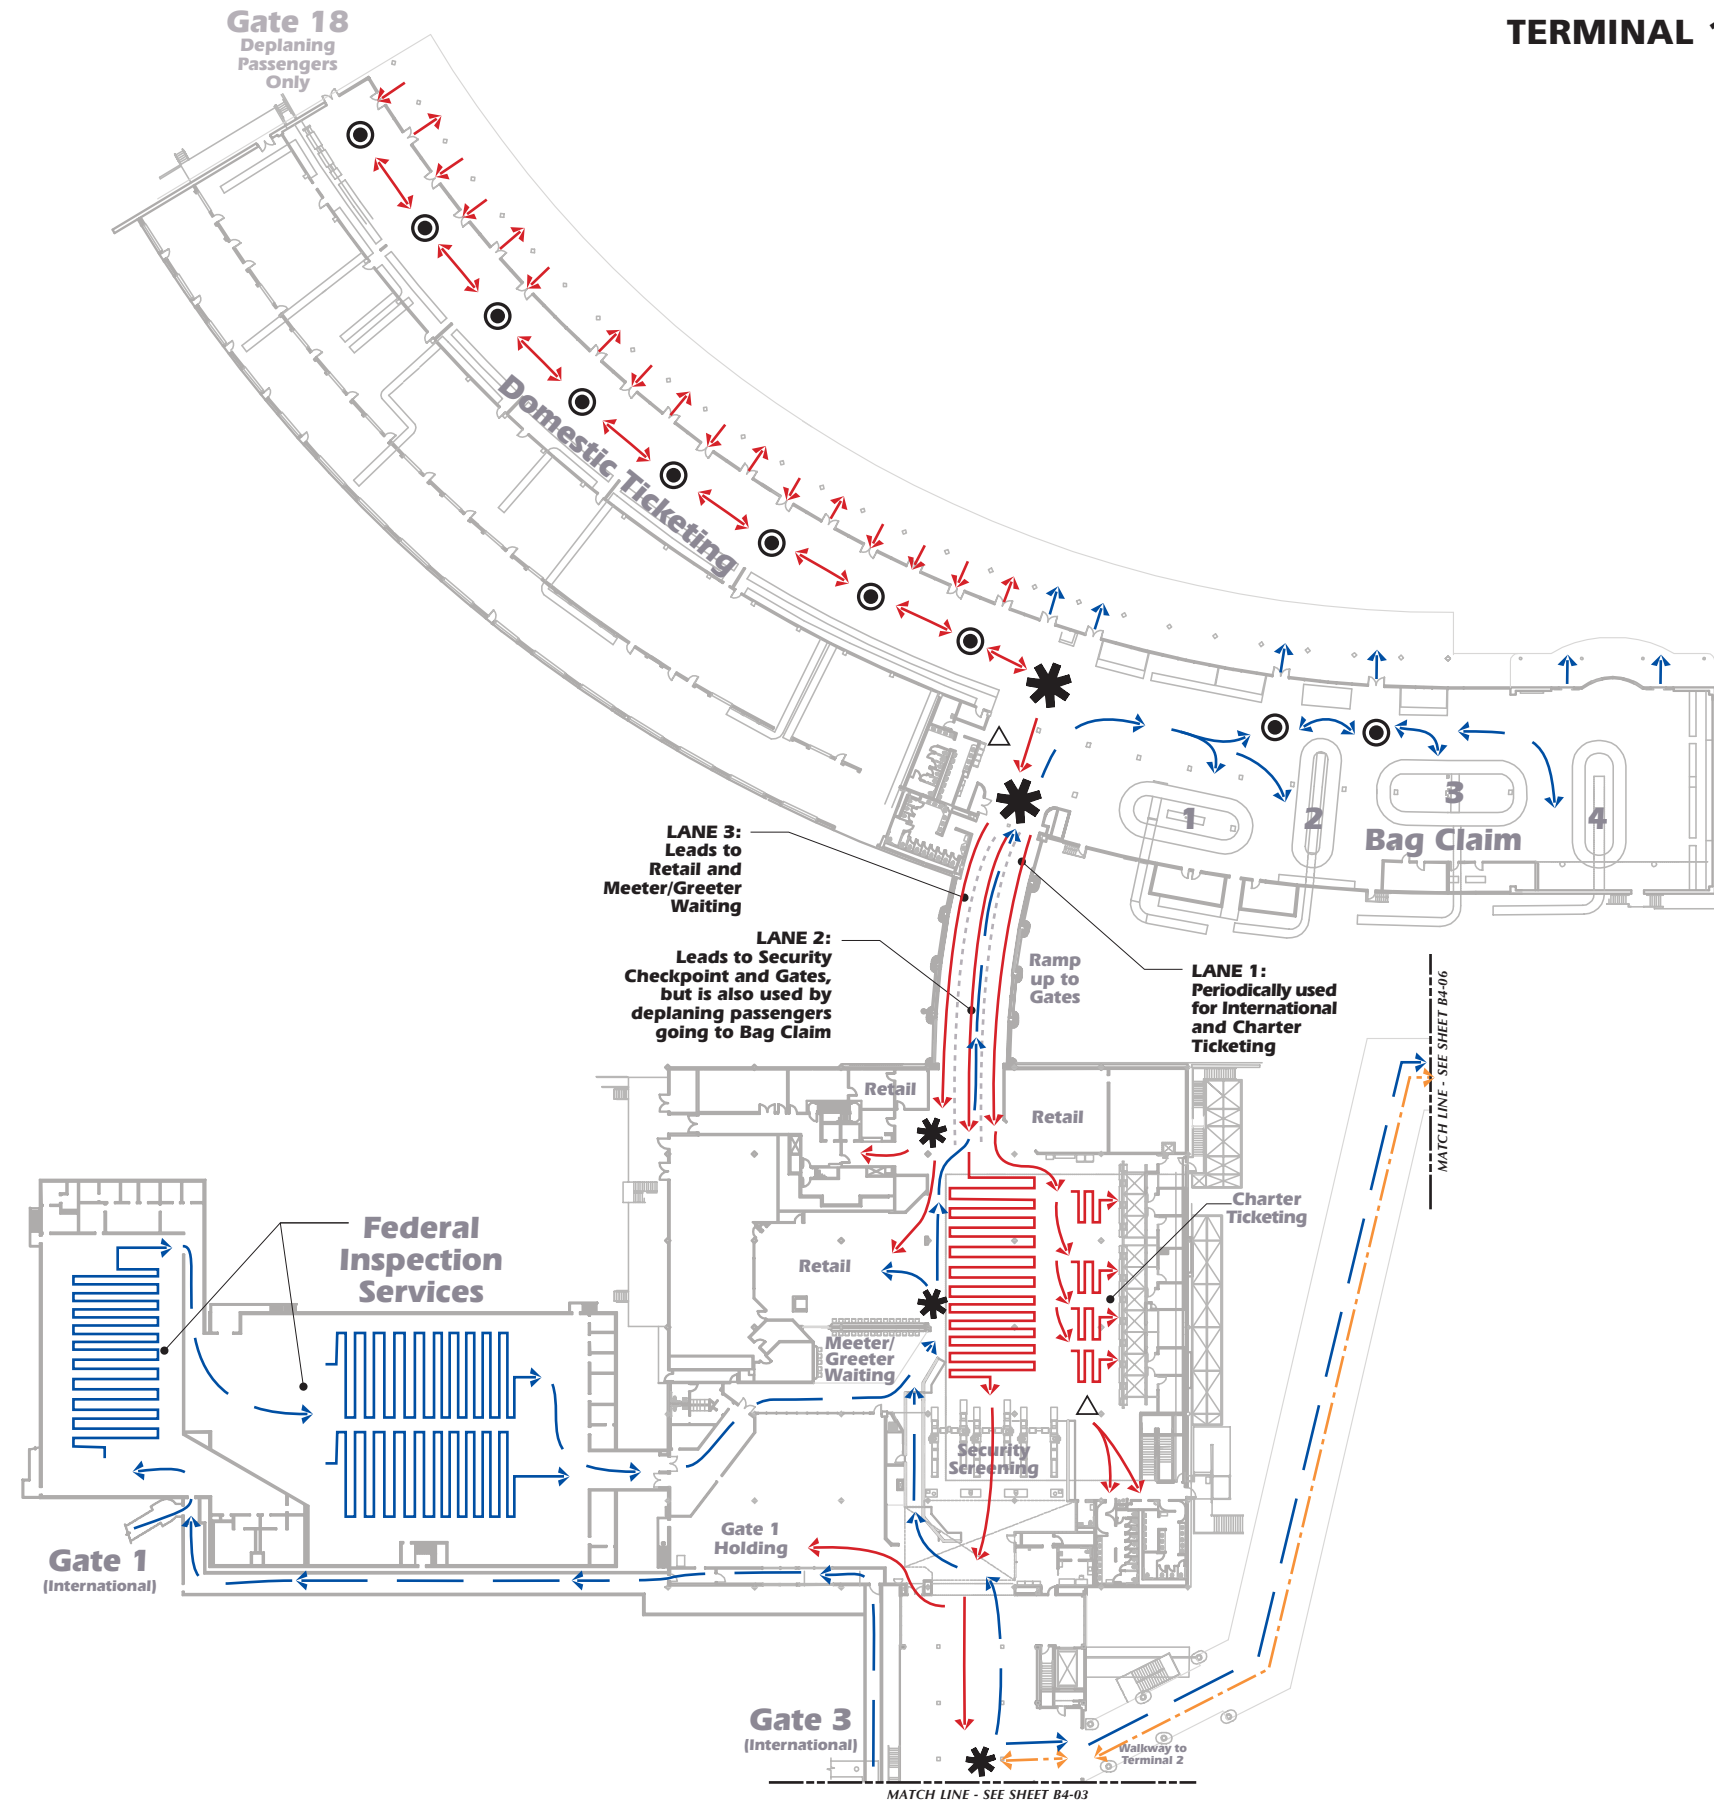 Gate 18
Deplaning
Passengers
Only
TERMINAL 1
Domestic Ticketing
1
2
3
4
Bag Claim
LANE 3:
Leads to
Retail and
Meeter/Greeter
Waiting
LANE 2:
Leads to Security
Checkpoint and Gates,
but is also used by
deplaning passengers
going to Bag Claim
Ramp
up to
Gates
LANE 1:
Periodically used
for International
and Charter
Ticketing
MATCH LINE - SEE SHEET B4-06
Retail
Retail
Charter
Ticketing
Federal
Inspection
Services
Retail
Meeter/
Greeter
Waiting
Security
Screening
Gate 1
Holding
Gate 1
(International)
Gate 3
(International)
Walkway to
Terminal 2
MATCH LINE - SEE SHEET B4-03